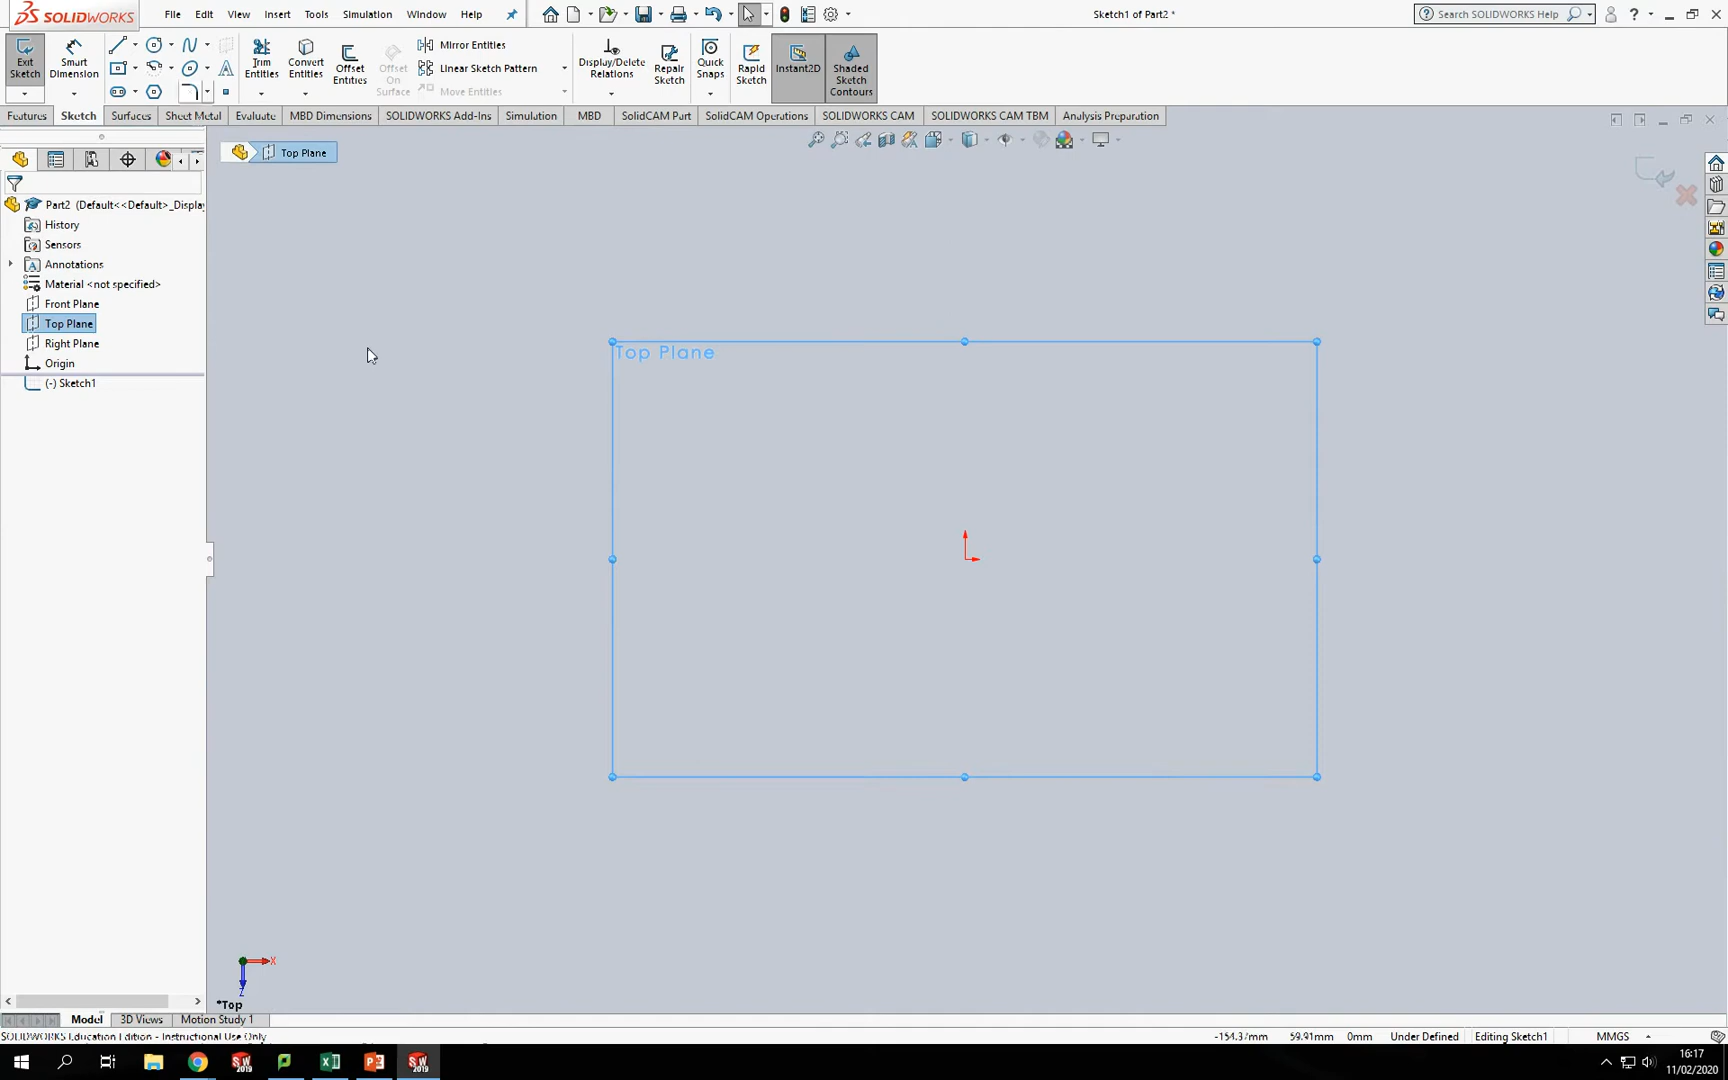 SOLIDWORKS File Edit View Insert Tools Simulation Window Help Sketch1 of Part2 * Search SOLIDWORKS Help ?
Exit Sketch
Smart Dimension
Trim Entities
Convert Entities
Offset Entities
Offset On Surface
Mirror Entities
Linear Sketch Pattern
Move Entities
Display/Delete Relations
Repair Sketch
Quick Snaps
Rapid Sketch
Instant2D
Shaded Sketch Contours
Features Sketch Surfaces Sheet Metal Evaluate MBD Dimensions SOLIDWORKS Add-Ins Simulation MBD SolidCAM Part SolidCAM Operations SOLIDWORKS CAM SOLIDWORKS CAM TBM Analysis Preparation
Top Plane
Part2 (Default<<Default>_Displa
History
Sensors
Annotations
Material <not specified>
Front Plane
Top Plane
Right Plane
Origin
(-) Sketch1
Top Plane
X
Z
*Top
Model 3D Views Motion Study 1
SOLIDWORKS Education Edition - Instructional Use Only
-154.37mm 59.91mm 0mm Under Defined Editing Sketch1 MMGS
16:17
11/02/2020